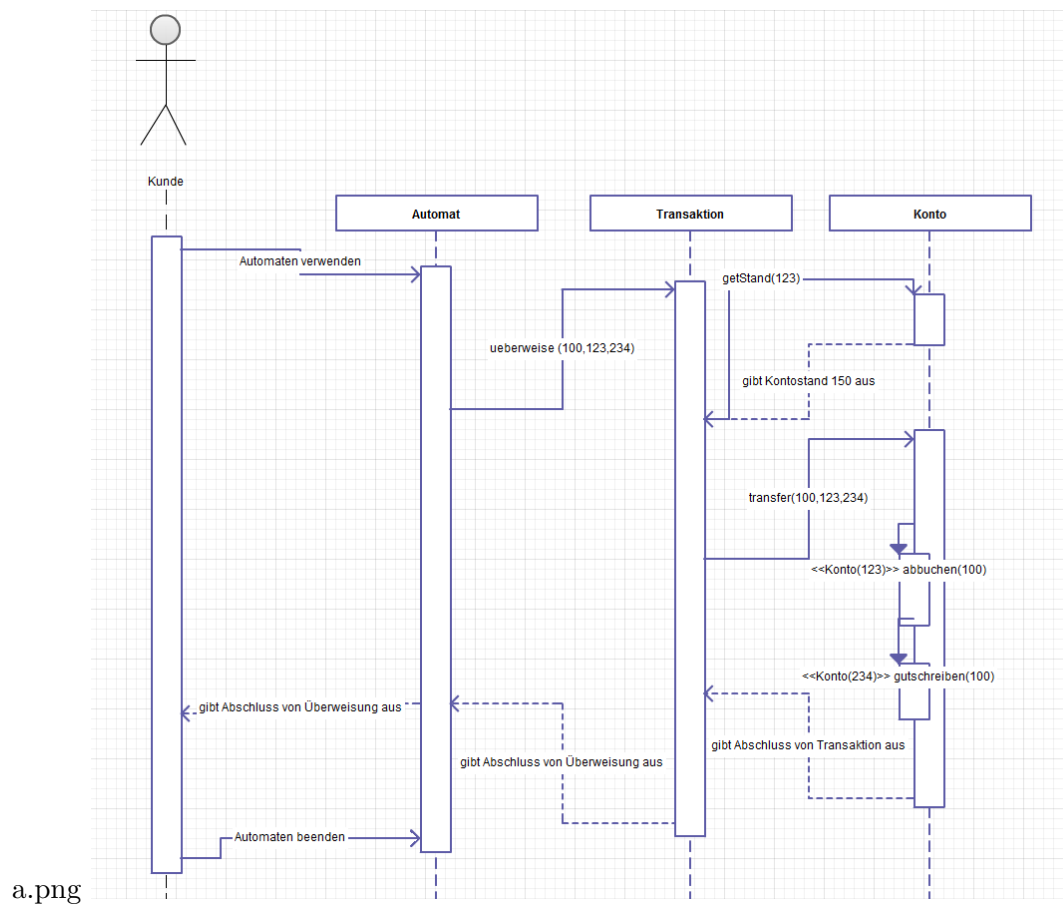 Kunde
Automat
Transaktion
Konto
Automaten verwenden
getStand(123)
ueberweise (100,123,234)
gibt Kontostand 150 aus
transfer(100,123,234)
<<Konto(123)>> abbuchen(100)
<<Konto(234)>> gutschreiben(100)
gibt Abschluss von Überweisung aus
gibt Abschluss von Transaktion aus
gibt Abschluss von Überweisung aus
Automaten beenden
a.png